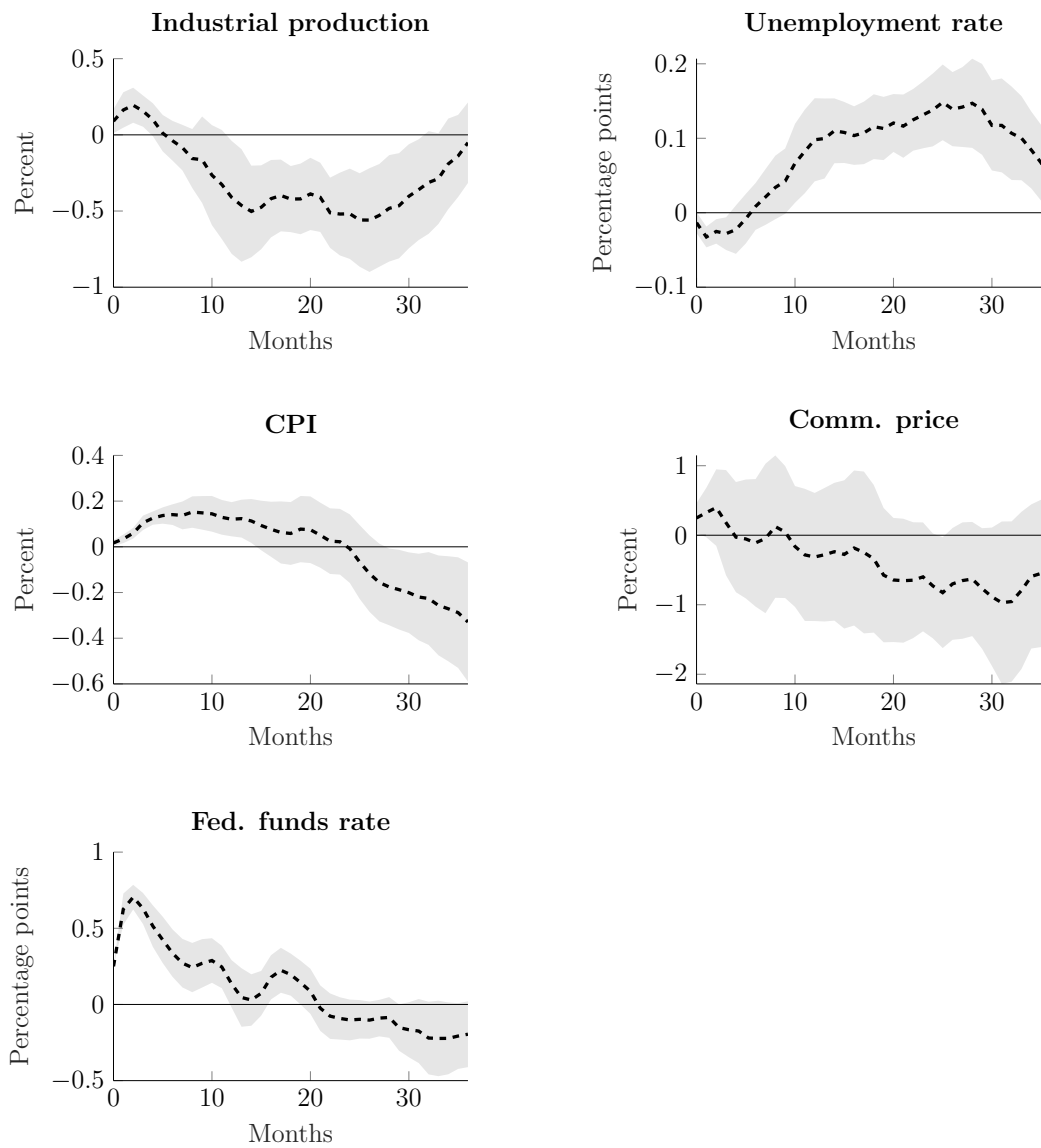 Industrial production
Percent
0.5
0
−0.5
−1
0
10
20
30
Months
Unemployment rate
Percentage points
0.2
0.1
0
−0.1
0
10
20
30
Months
CPI
Percent
0.4
0.2
0
−0.2
−0.4
−0.6
0
10
20
30
Months
Comm. price
Percent
1
0
−1
−2
0
10
20
30
Months
Fed. funds rate
Percentage points
1
0.5
0
−0.5
0
10
20
30
Months